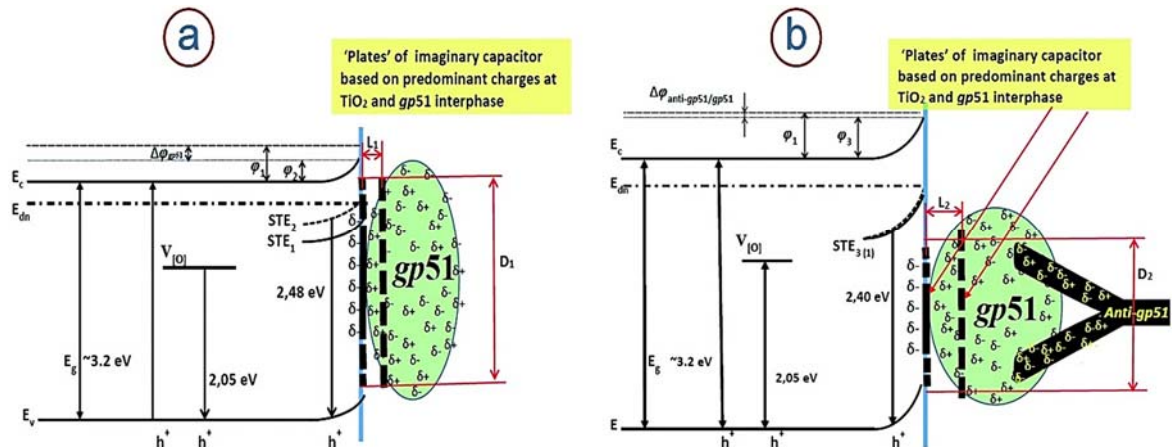 a
'Plates' of imaginary capacitor
based on predominant charges at
TiO₂ and gp51 interphase
Δφgp51
φ₁
φ₂
L₁
Ec
Edn
STE₂
STE₁
V[O]
2,48 eV
Eg ~3.2 eV
2,05 eV
gp51
D₁
Ev
h⁺ h⁺ h⁺
b
'Plates' of imaginary capacitor
based on predominant charges at
TiO₂ and gp51 interphase
Δφanti-gp51/gp51
φ₁
φ₃
Ec
Edn
L₂
STE₃ (1)
V[O]
2,40 eV
Eg ~3.2 eV
2,05 eV
gp51
Anti-gp51
D₂
E
h⁺ h⁺ h⁺